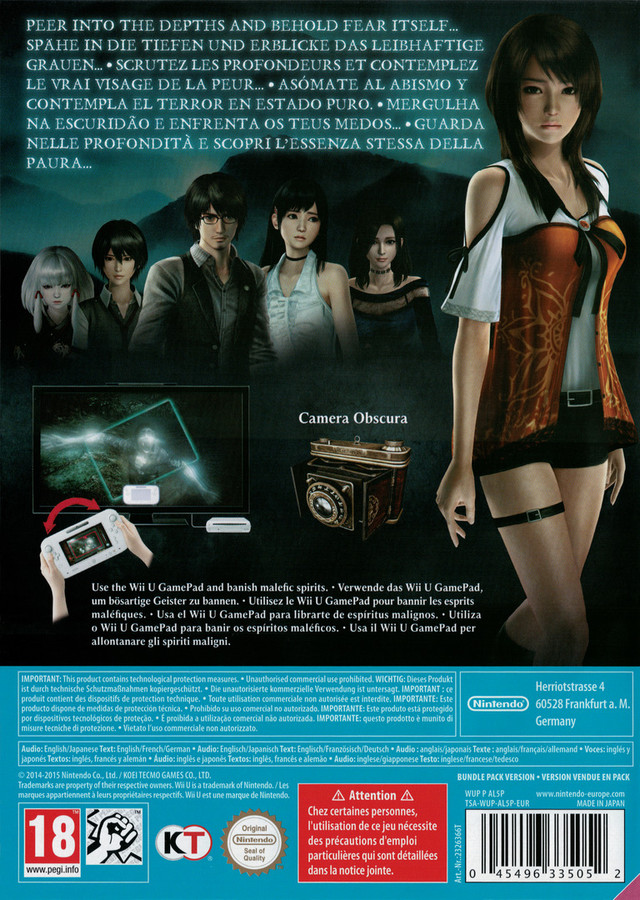 PEER INTO THE DEPTHS AND BEHOLD FEAR ITSELF...
SPÄHE IN DIE TIEFEN UND ERBLICKE DAS LEIBHAFTIGE
GRAUEN... • SCRUTEZ LES PROFONDEURS ET CONTEMPLEZ
LE VRAI VISAGE DE LA PEUR... • ASÓMATE AL ABISMO Y
CONTEMPLA EL TERROR EN ESTADO PURO. • MERGULHA
NA ESCURIDÃO E ENFRENTA OS TEUS MEDOS... • GUARDA
NELLE PROFONDITÀ E SCOPRI L'ESSENZA STESSA DELLA
PAURA...
Camera Obscura
Use the Wii U GamePad and banish malefic spirits. • Verwende das Wii U GamePad,
um bösartige Geister zu bannen. • Utilisez le Wii U GamePad pour bannir les esprits
maléfiques. • Usa el Wii U GamePad para librarte de espíritus malignos. • Utiliza
o Wii U GamePad para banir os espíritos maléficos. • Usa il Wii U GamePad per
allontanare gli spiriti maligni.
IMPORTANT: This product contains technological protection measures. • Unauthorised commercial use prohibited. WICHTIG: Dieses Produkt
ist durch technische Schutzmaßnahmen kopiergeschützt. • Die unautorisierte kommerzielle Verwendung ist untersagt. IMPORTANT : ce
produit contient des dispositifs de protection technique. • Toute utilisation commerciale non autorisée est interdite. IMPORTANTE: Este
producto dispone de medidas de protección técnica. • Prohibido su uso comercial no autorizado. IMPORTANTE: Este produto está protegido
por dispositivos tecnológicos de proteção. • É proibida a utilização comercial não autorizada. IMPORTANTE: questo prodotto è munito di
misure tecniche di protezione. • Vietato l'uso commerciale non autorizzato.
Nintendo
Herriotstrasse 4
60528 Frankfurt a. M.
Germany
Audio: English/Japanese Text: English/French/German • Audio: Englisch/Japanisch Text: Englisch/Französisch/Deutsch • Audio : anglais/japonais Texte : anglais/français/allemand • Voces: inglés y
japonés Textos: inglés, francés y alemán • Audio: inglês e japonês Textos: inglês, francês e alemão • Audio: inglese/giapponese Testo: inglese/francese/tedesco
© 2014-2015 Nintendo Co., Ltd. / KOEI TECMO GAMES CO., LTD.
Trademarks are property of their respective owners. Wii U is a trademark of Nintendo. / Les
marques appartiennent à leurs propriétaires respectifs. Wii U est une marque de Nintendo.
BUNDLE PACK VERSION • VERSION VENDUE EN PACK
WUP P ALSP
TSA-WUP-ALSP-EUR
www.nintendo-europe.com
MADE IN JAPAN
18
www.pegi.info
KT
Original
Nintendo
Seal of
Quality
Attention
Chez certaines personnes,
l'utilisation de ce jeu nécessite
des précautions d'emploi
particulières qui sont détaillées
dans la notice jointe.
Art.-Nr.: 2326366T
0 45496 33505 2